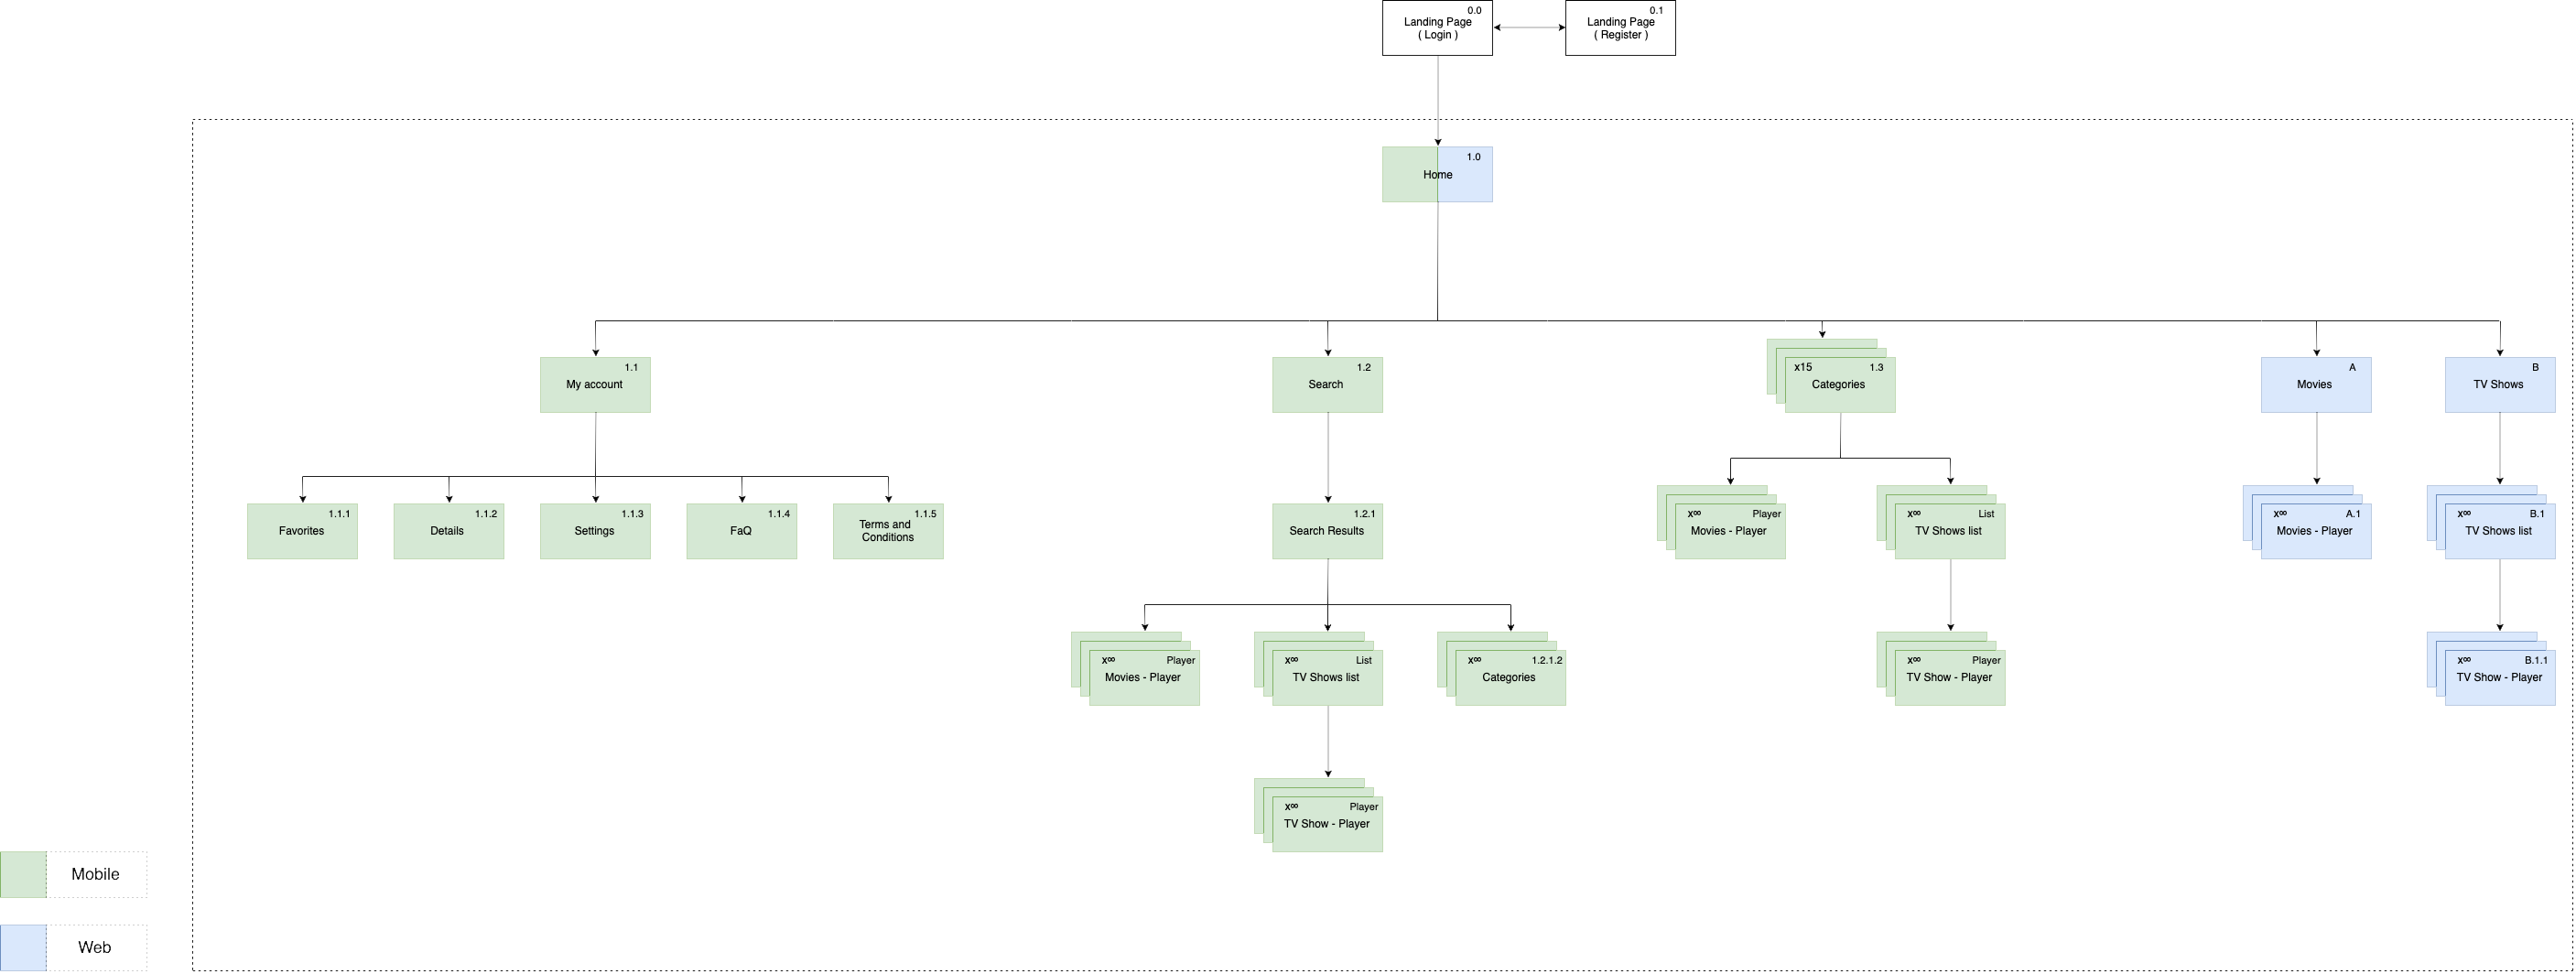 0.0
Landing Page
( Login )
0.1
Landing Page
( Register )
1.0
Home
1.1
My account
1.2
Search
x15 1.3
Categories
A
Movies
B
TV Shows
1.1.1
Favorites
1.1.2
Details
1.1.3
Settings
1.1.4
FaQ
1.1.5
Terms and
Conditions
1.2.1
Search Results
x∞ Player
Movies - Player
x∞ List
TV Shows list
x∞ A.1
Movies - Player
x∞ B.1
TV Shows list
x∞ Player
Movies - Player
x∞ List
TV Shows list
x∞ 1.2.1.2
Categories
x∞ Player
TV Show - Player
x∞ B.1.1
TV Show - Player
x∞ Player
TV Show - Player
Mobile
Web